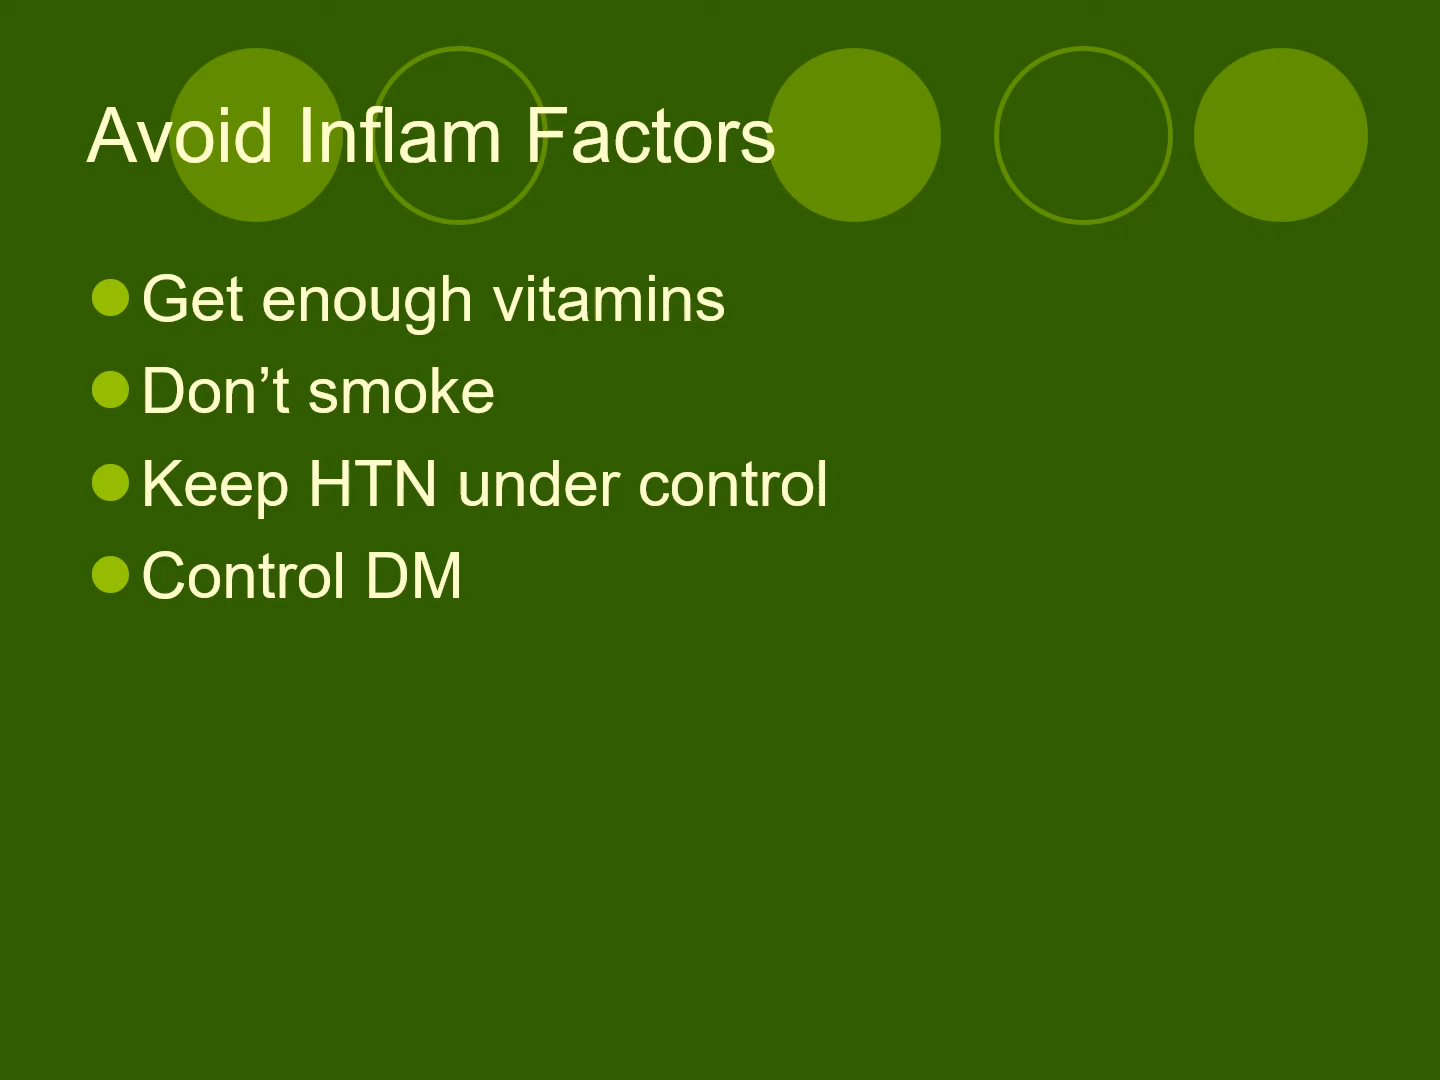 Avoid Inflam Factors
Get enough vitamins
Don’t smoke
Keep HTN under control
Control DM